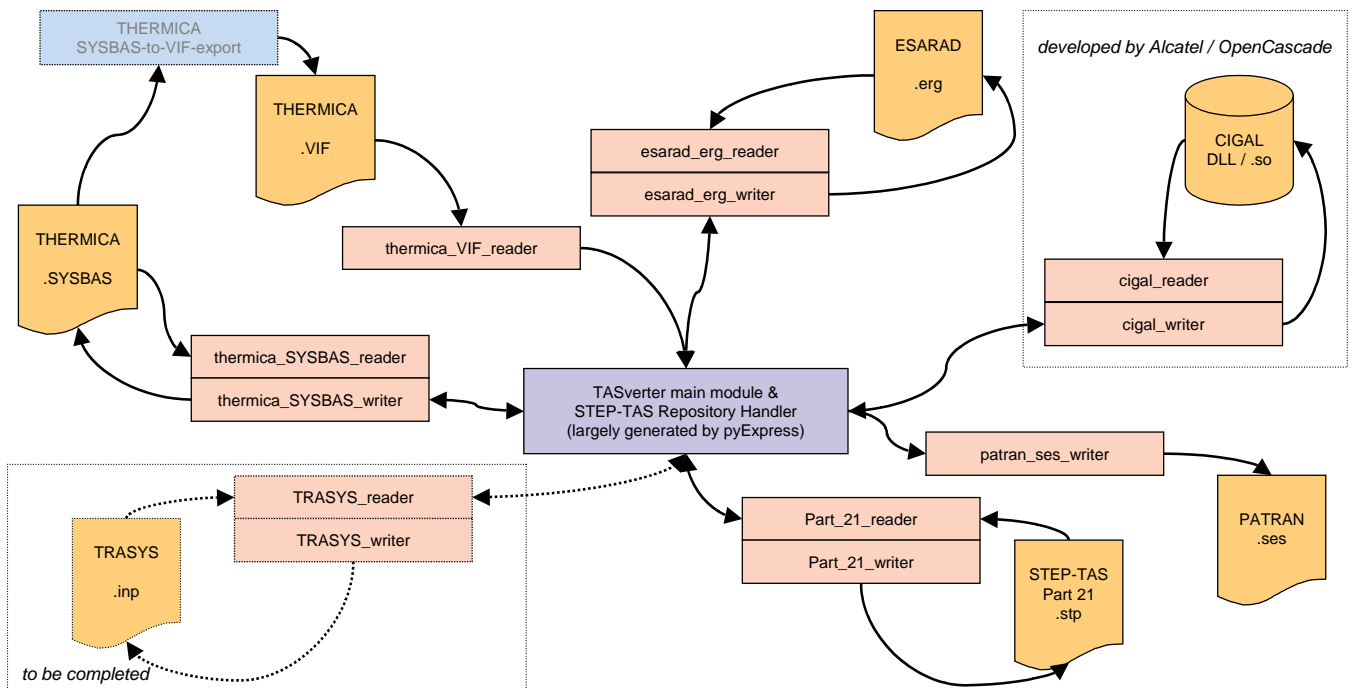 THERMICA
SYSBAS-to-VIF-export
THERMICA
.VIF
ESARAD
.erg
developed by Alcatel / OpenCascade
CIGAL
DLL / .so
esarad_erg_reader
esarad_erg_writer
THERMICA
.SYSBAS
thermica_VIF_reader
cigal_reader
cigal_writer
thermica_SYSBAS_reader
thermica_SYSBAS_writer
TASverter main module &
STEP-TAS Repository Handler
(largely generated by pyExpress)
patran_ses_writer
TRASYS_reader
TRASYS_writer
TRASYS
.inp
to be completed
Part_21_reader
Part_21_writer
STEP-TAS
Part 21
.stp
PATRAN
.ses